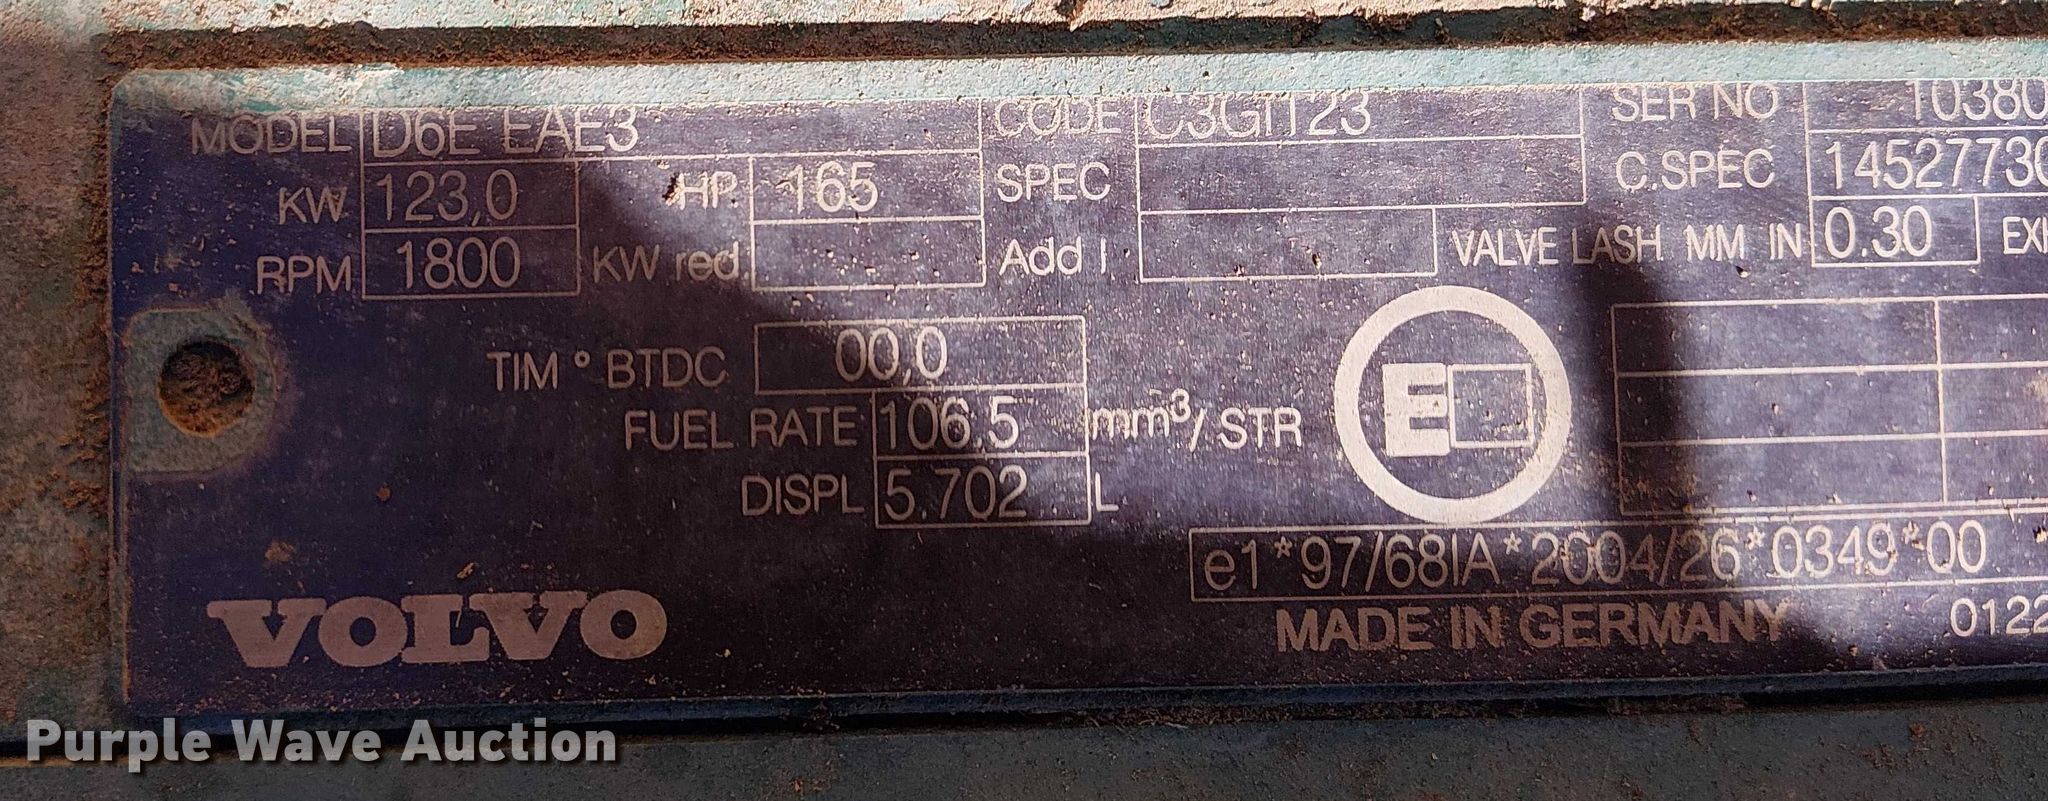 MODEL D6E EAE3 CODE C3GI123 SER NO 10380
KW 123,0 HP 165 SPEC C.SPEC 1452773
RPM 1800 KW red. Add I. VALVE LASH MM IN 0.30 EX
TIM ° BTDC 00,0
FUEL RATE 106.5 mm³/STR
E
DISPL 5.702 L
e1*97/68IA*2004/26*0349*00
VOLVO
MADE IN GERMANY 0122
Purple Wave Auction